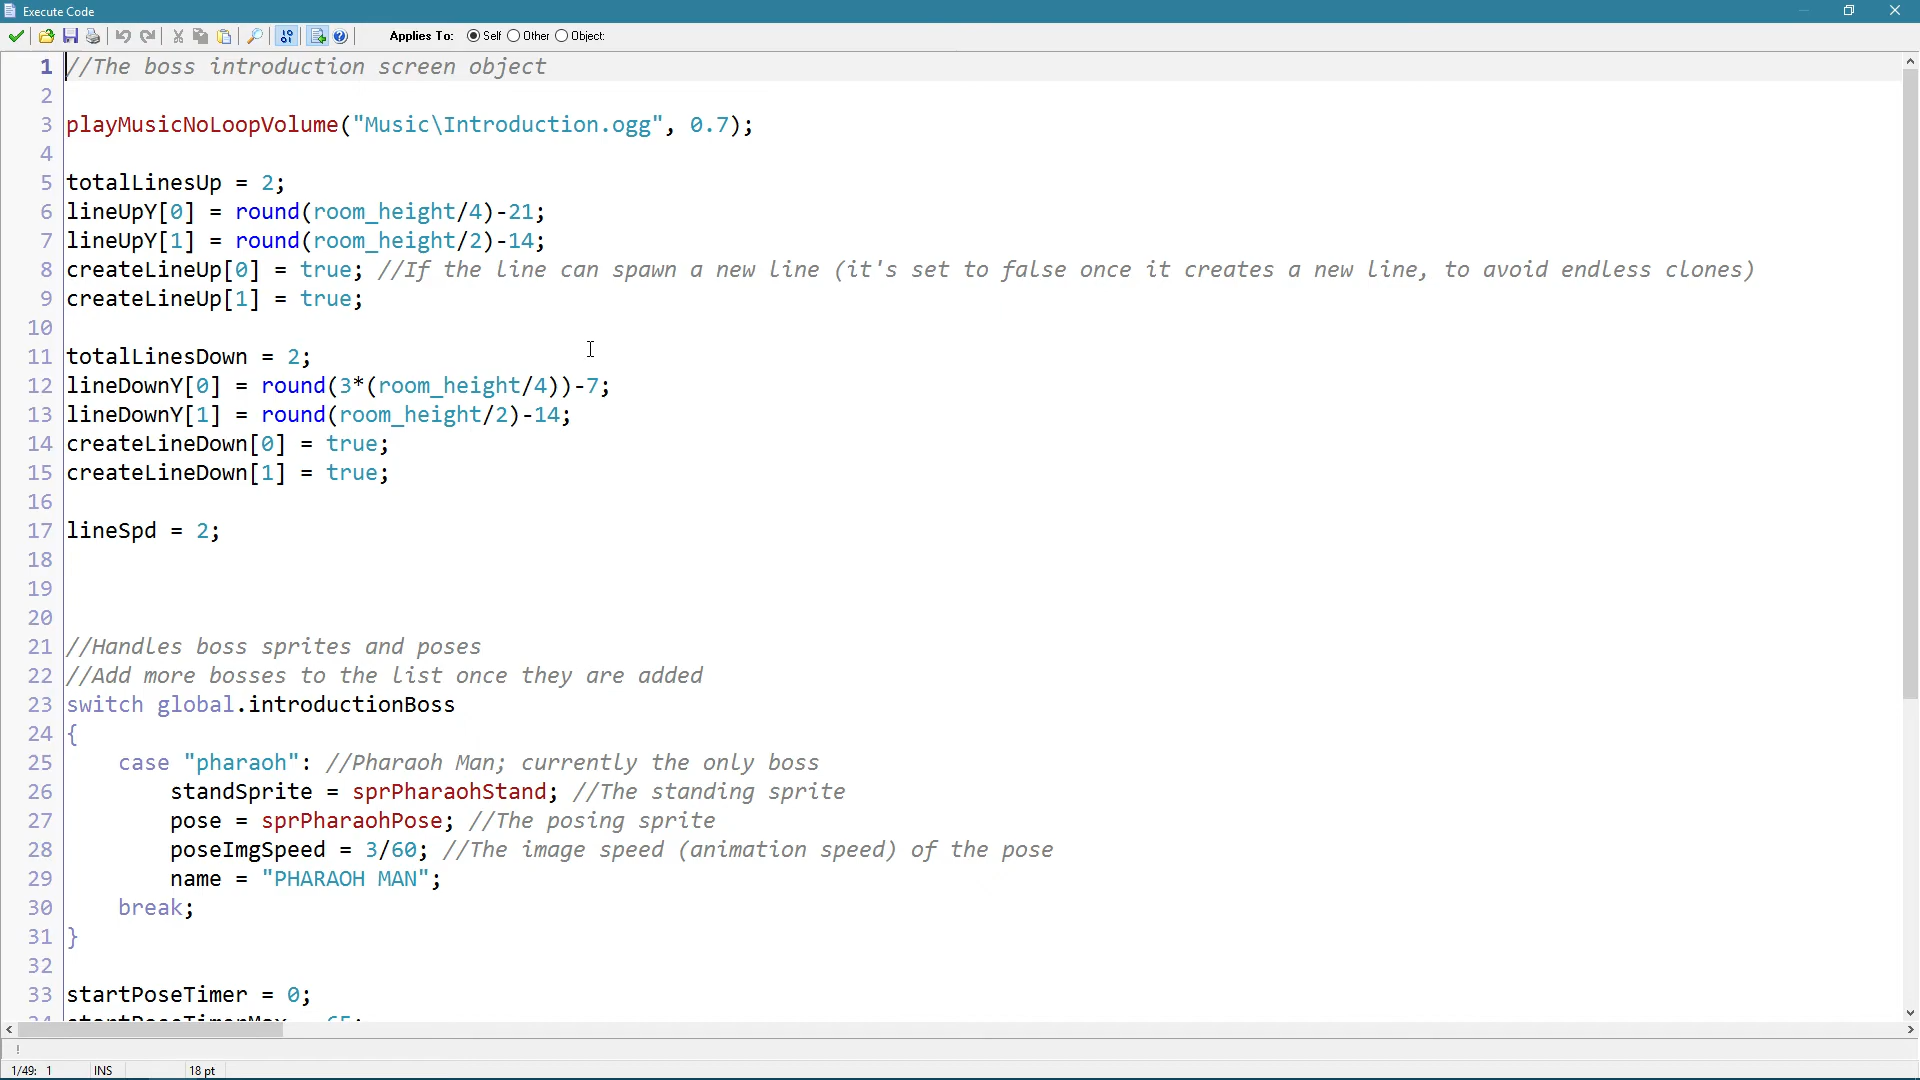 Execute Code
Applies To: Self Other Object:
1 //The boss introduction screen object
2
3 playMusicNoLoopVolume("Music\Introduction.ogg", 0.7);
4
5 totalLinesUp = 2;
6 lineUpY[0] = round(room_height/4)-21;
7 lineUpY[1] = round(room_height/2)-14;
8 createLineUp[0] = true; //If the line can spawn a new line (it's set to false once it creates a new line, to avoid endless clones)
9 createLineUp[1] = true;
10
11 totalLinesDown = 2;
12 lineDownY[0] = round(3*(room_height/4))-7;
13 lineDownY[1] = round(room_height/2)-14;
14 createLineDown[0] = true;
15 createLineDown[1] = true;
16
17 lineSpd = 2;
18
19
20
21 //Handles boss sprites and poses
22 //Add more bosses to the list once they are added
23 switch global.introductionBoss
24 {
25     case "pharaoh": //Pharaoh Man; currently the only boss
26         standSprite = sprPharaohStand; //The standing sprite
27         pose = sprPharaohPose; //The posing sprite
28         poseImgSpeed = 3/60; //The image speed (animation speed) of the pose
29         name = "PHARAOH MAN";
30     break;
31 }
32
33 startPoseTimer = 0;
!
1/49: 1 INS 18 pt